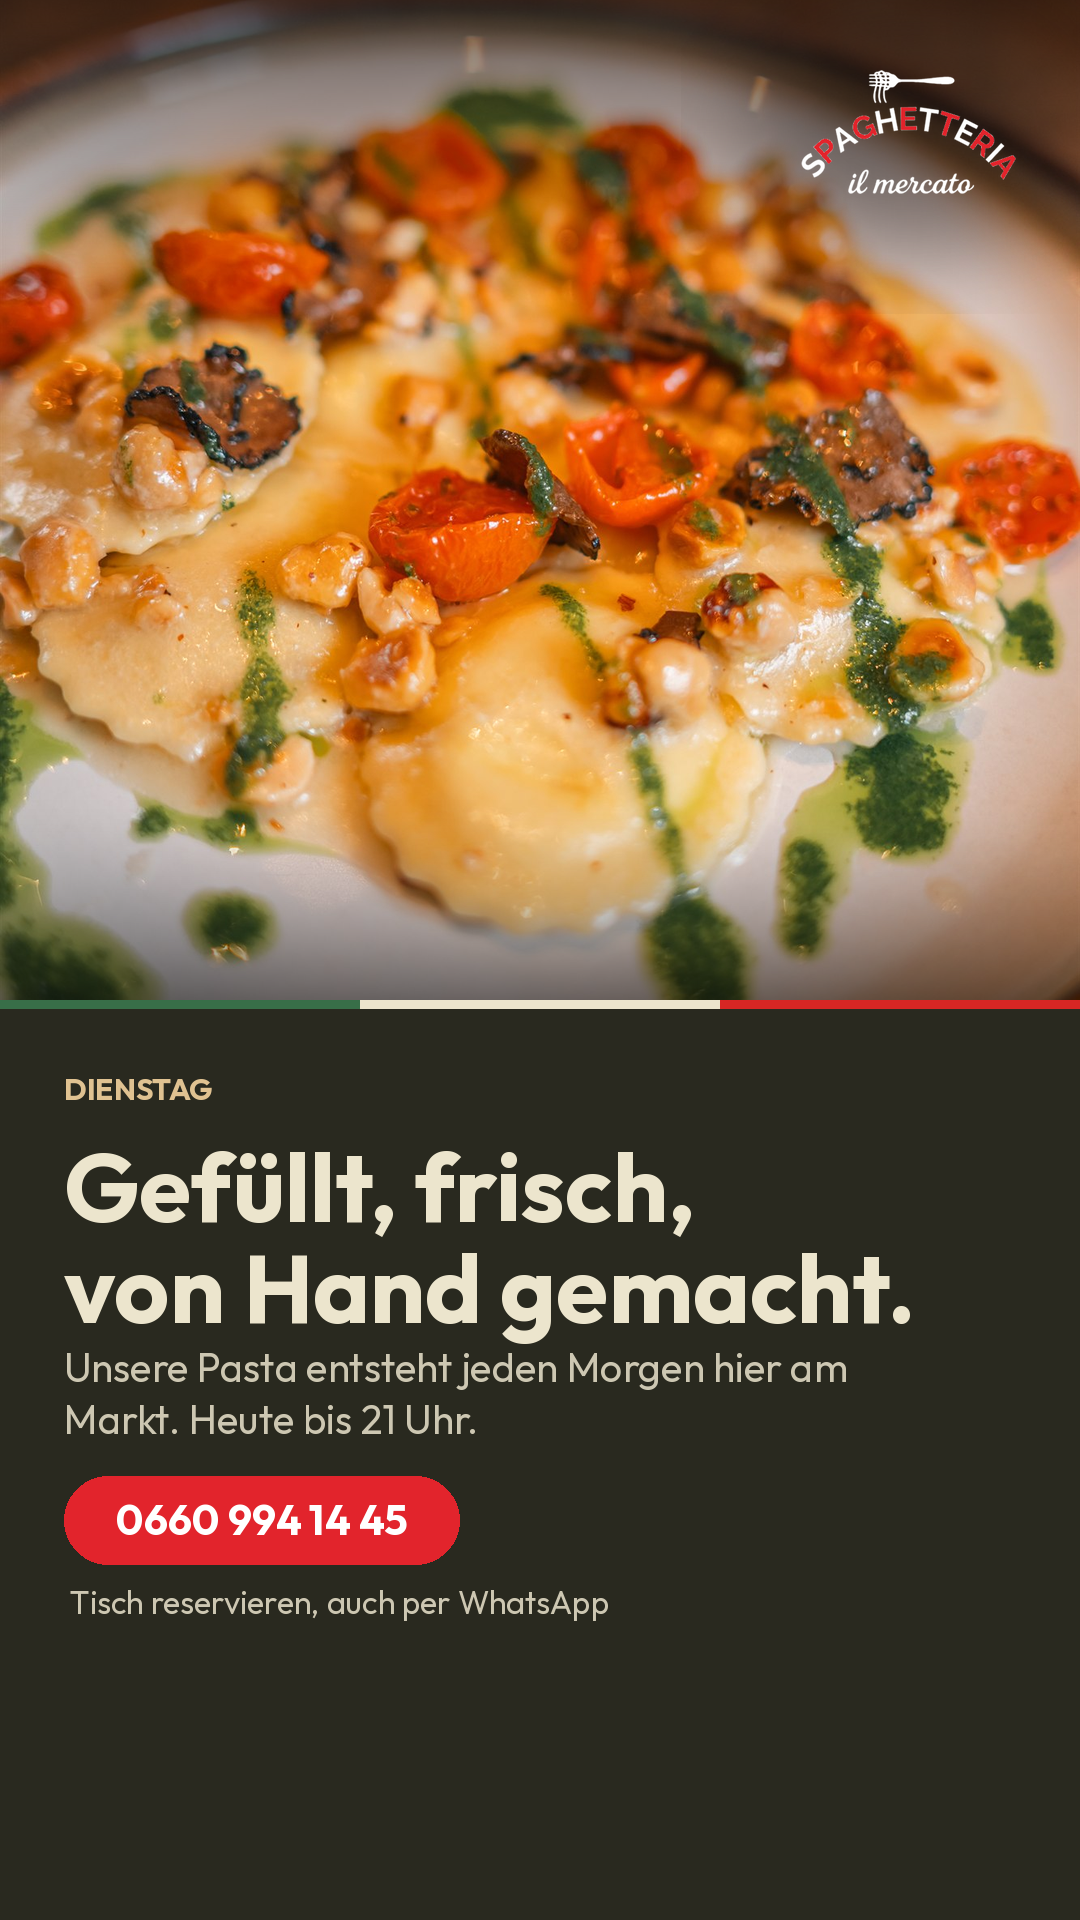 SPAGHETTERIA
il mercato
DIENSTAG
Gefüllt, frisch,
von Hand gemacht.
Unsere Pasta entsteht jeden Morgen hier am
Markt. Heute bis 21 Uhr.
0660 994 14 45
Tisch reservieren, auch per WhatsApp